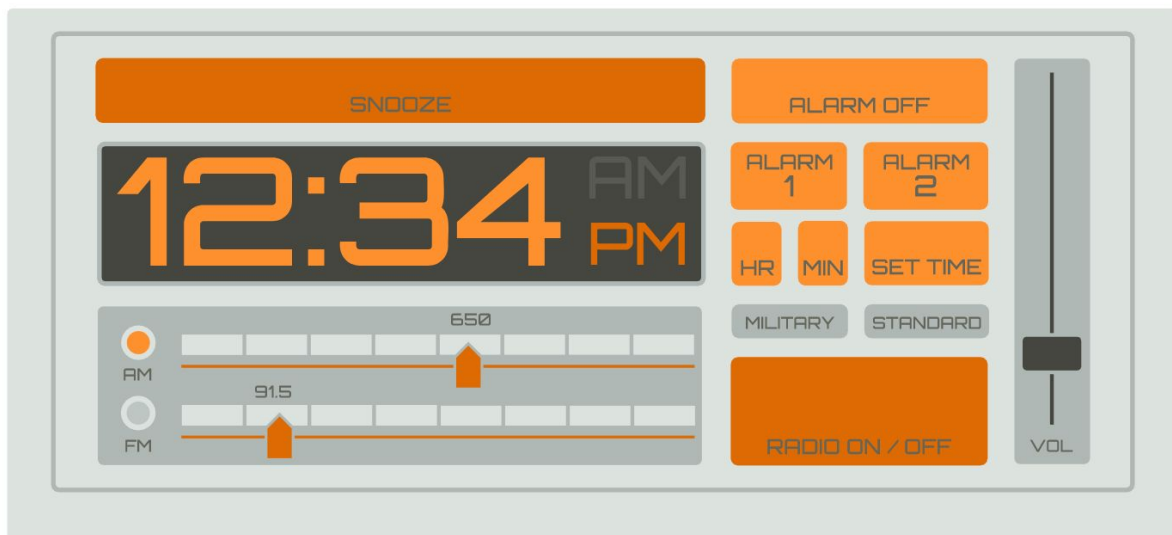 SNOOZE
ALARM OFF
12:34
AM
PM
ALARM
1
ALARM
2
HR
MIN
SET TIME
MILITARY
STANDARD
650
AM
91.5
FM
RADIO ON / OFF
VOL